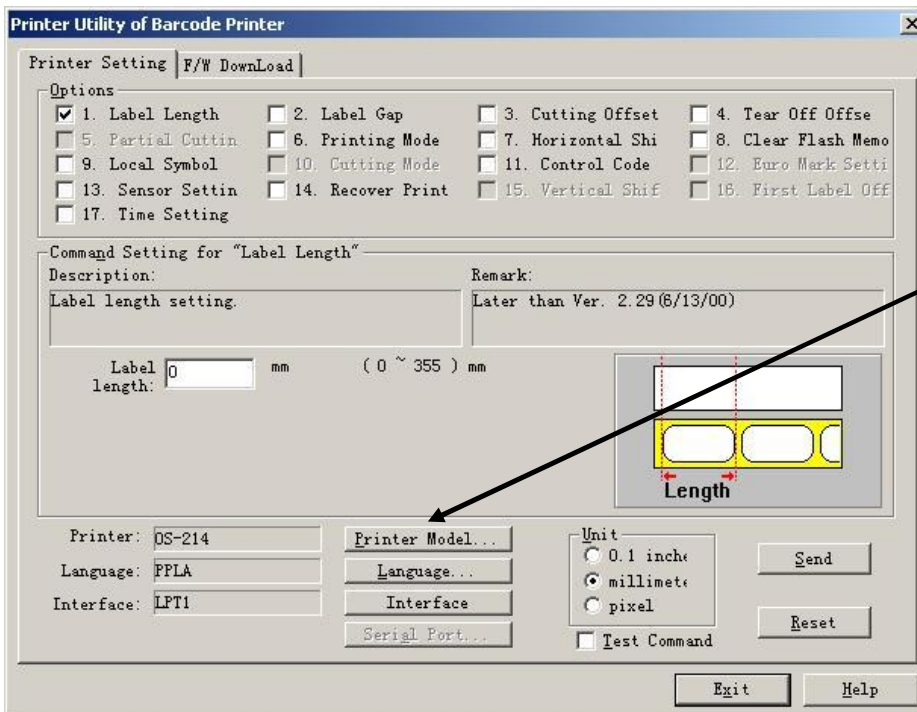 Printer Utility of Barcode Printer
Printer Setting F/W DownLoad
Options
1. Label Length 2. Label Gap 3. Cutting Offset 4. Tear Off Offse
5. Partial Cuttin 6. Printing Mode 7. Horizontal Shi 8. Clear Flash Memo
9. Local Symbol 10. Cutting Mode 11. Control Code 12. Euro Mark Setti
13. Sensor Settin 14. Recover Print 15. Vertical Shif 16. First Label Off
17. Time Setting
Command Setting for "Label Length"
Description: Remark:
Label length setting. Later than Ver. 2.29(6/13/00)
Label length: 0 mm ( 0 ~ 355 ) mm
Length
Printer: OS-214 Printer Model...
Language: PPLA Language...
Interface: LPT1 Interface
Serial Port...
Unit
0.1 inche
millimete
pixel
Test Command
Send
Reset
Exit Help